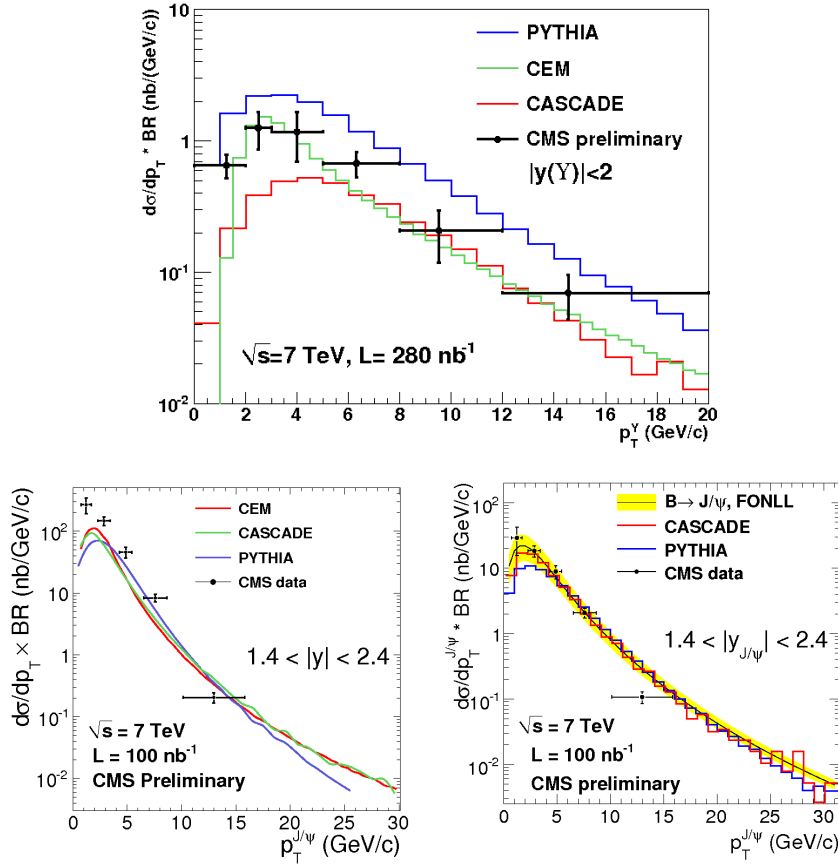 dσ/dp_T * BR (nb/(GeV/c))
10
1
10^-1
10^-2
PYTHIA
CEM
CASCADE
CMS preliminary
|y(Υ)|<2
√s=7 TeV, L= 280 nb^-1
0 2 4 6 8 10 12 14 16 18 20
p_T^Υ (GeV/c)
dσ/dp_T × BR (nb/GeV/c)
10^2
10
1
10^-1
10^-2
CEM
CASCADE
PYTHIA
CMS data
1.4 < |y| < 2.4
√s = 7 TeV
L = 100 nb^-1
CMS Preliminary
0 5 10 15 20 25 30
p_T^J/ψ (GeV/c)
dσ/dp_T^J/ψ * BR (nb/GeV/c)
10^2
10
1
10^-1
10^-2
B→ J/ψ, FONLL
CASCADE
PYTHIA
CMS data
1.4 < |y_J/ψ| < 2.4
√s = 7 TeV
L = 100 nb^-1
CMS preliminary
0 5 10 15 20 25 30
p_T^J/ψ (GeV/c)